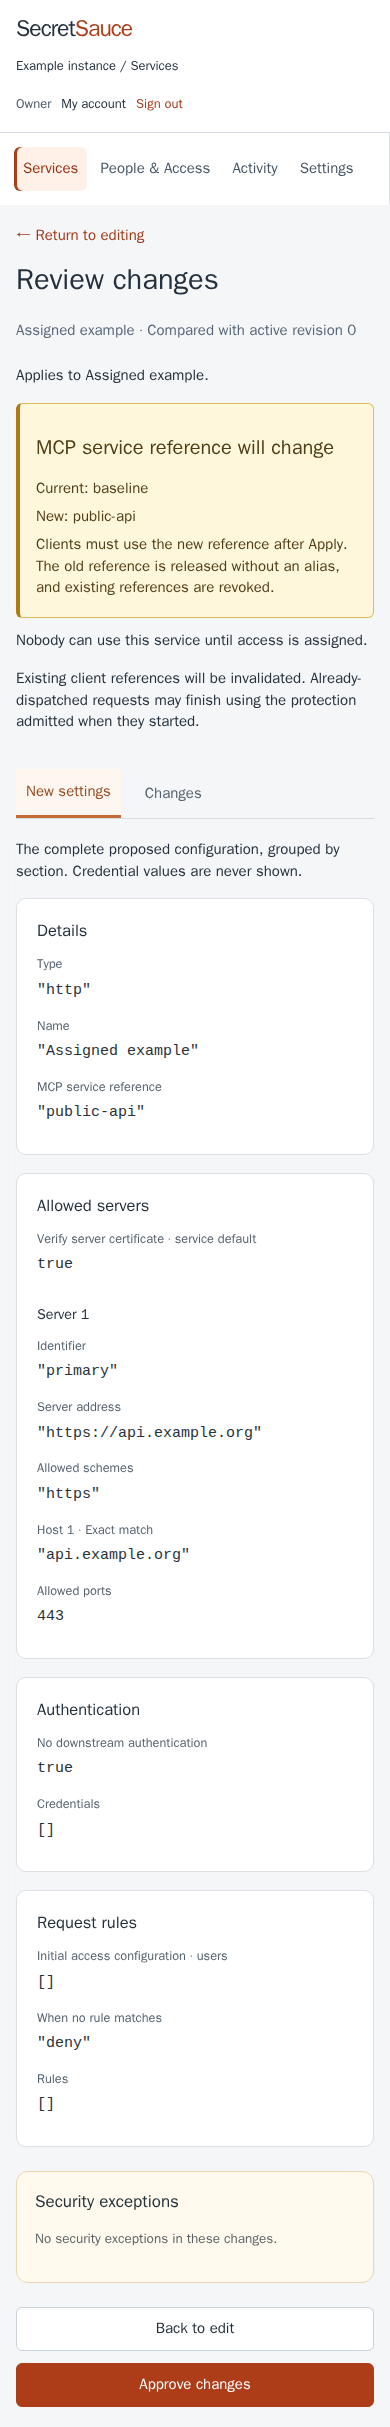 SecretSauce
Example instance / Services
Owner My account Sign out
Services People & Access Activity Settings
← Return to editing
Review changes
Assigned example · Compared with active revision 0
Applies to Assigned example.
MCP service reference will change
Current: baseline
New: public-api
Clients must use the new reference after Apply.
The old reference is released without an alias,
and existing references are revoked.
Nobody can use this service until access is assigned.
Existing client references will be invalidated. Already-
dispatched requests may finish using the protection
admitted when they started.
New settings Changes
The complete proposed configuration, grouped by
section. Credential values are never shown.
Details
Type
"http"
Name
"Assigned example"
MCP service reference
"public-api"
Allowed servers
Verify server certificate · service default
true
Server 1
Identifier
"primary"
Server address
"https://api.example.org"
Allowed schemes
"https"
Host 1 · Exact match
"api.example.org"
Allowed ports
443
Authentication
No downstream authentication
true
Credentials
[]
Request rules
Initial access configuration · users
[]
When no rule matches
"deny"
Rules
[]
Security exceptions
No security exceptions in these changes.
Back to edit
Approve changes